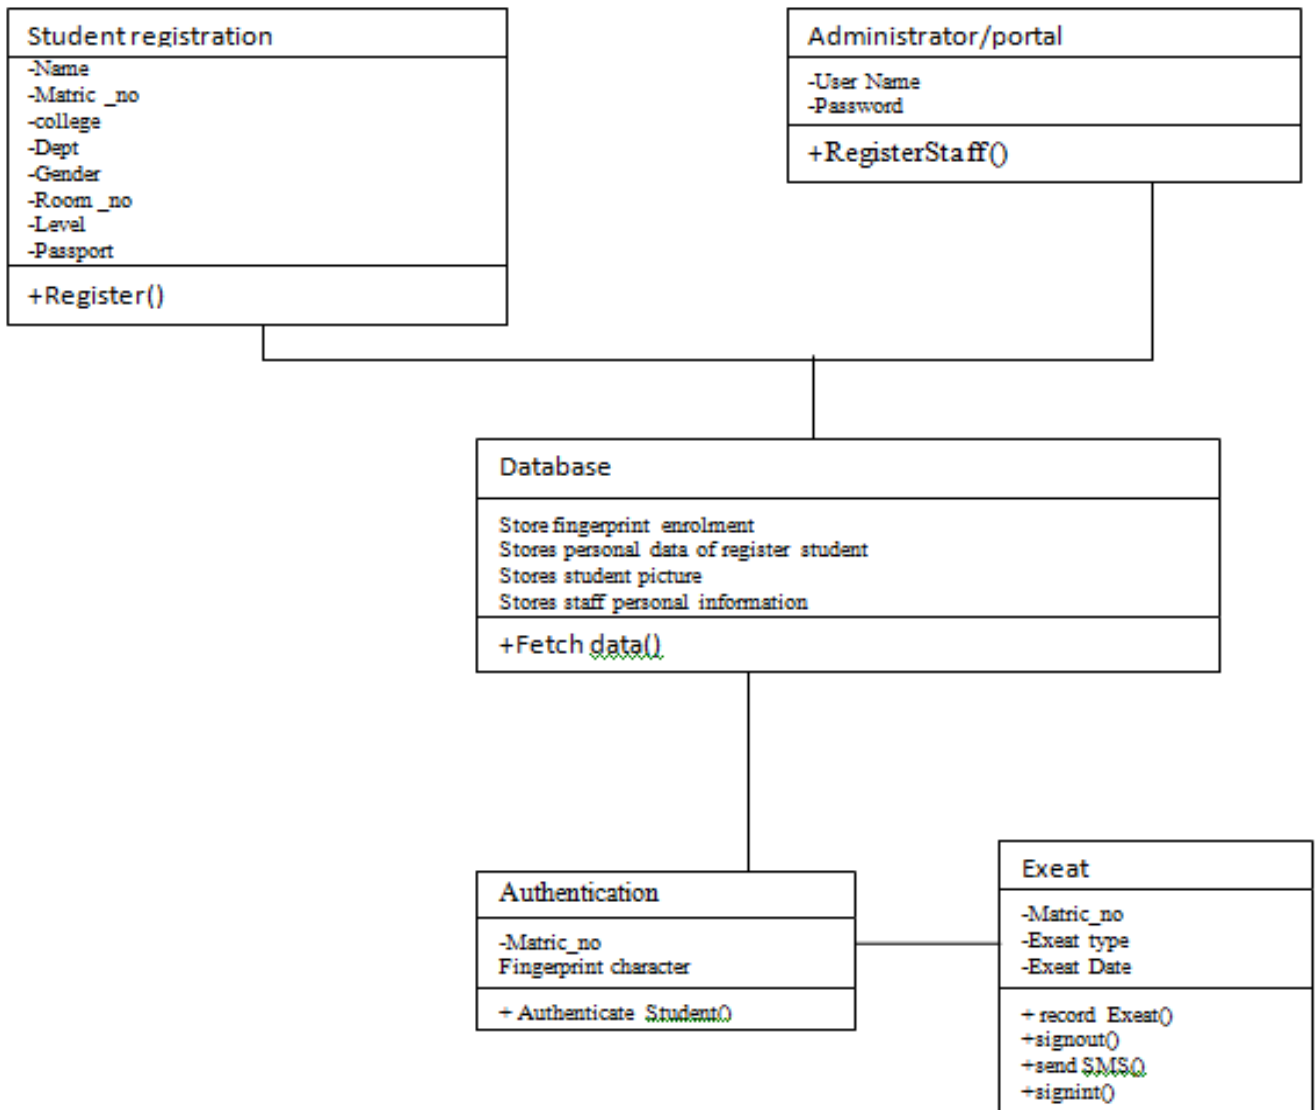 Student registration
-Name
-Matric _no
-college
-Dept
-Gender
-Room _no
-Level
-Passport
+Register()
Administrator/portal
-User Name
-Password
+RegisterStaff()
Database
Store fingerprint enrolment
Stores personal data of register student
Stores student picture
Stores staff personal information
+Fetch data()
Authentication
-Matric_no
Fingerprint character
+ Authenticate Student()
Exeat
-Matric_no
-Exeat type
-Exeat Date
+ record Exeat()
+signout()
+send SMS()
+signint()